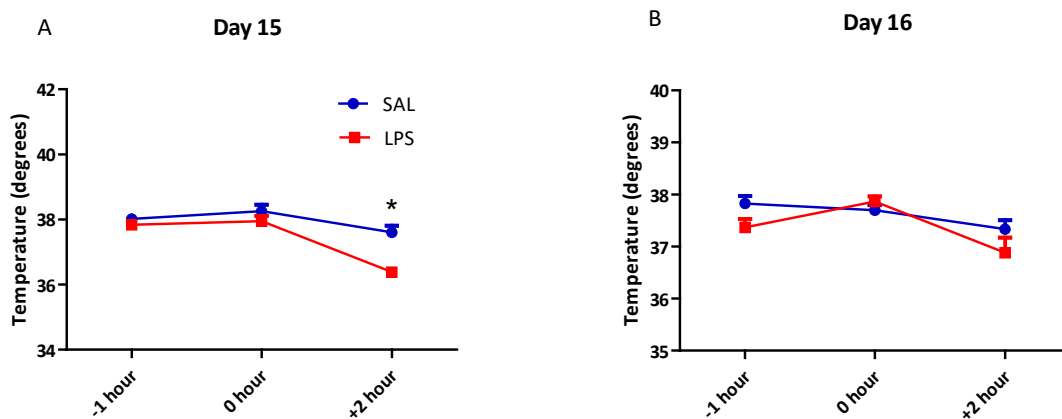 A
Day 15
Temperature (degrees)
42
40
38
36
34
SAL
LPS
*
-1 hour
0 hour
+2 hour
B
Day 16
Temperature (degrees)
40
39
38
37
36
35
-1 hour
0 hour
+2 hour